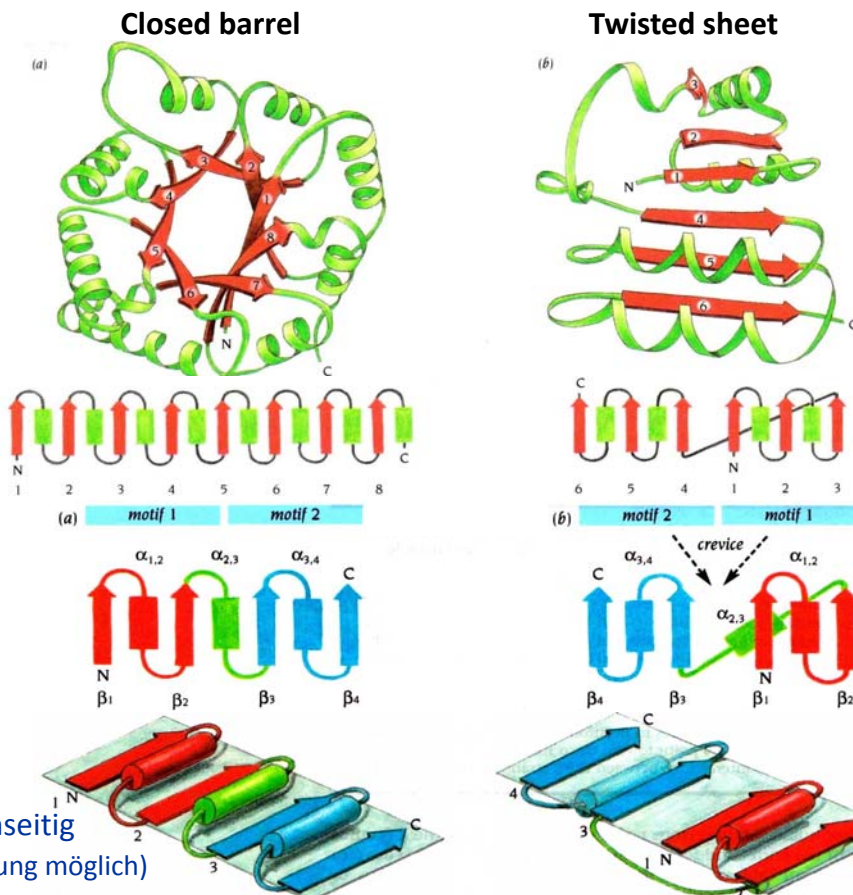 Closed barrel
Twisted sheet
(a)
3
2
1
4
8
5
7
6
N
C
(b)
3
2
N
1
4
5
6
C
N
C
1 2 3 4 5 6 7 8
(a) motif 1 motif 2
C
N
6 5 4 1 2 3
(b) motif 2 motif 1
crevice
α1,2 α2,3 α3,4
C
N
β1 β2 β3 β4
α3,4 α1,2
C
α2,3
N
β4 β3 β1 β2
1 N
2
3
C
C
4
3
1 N
seitig
ung möglich)